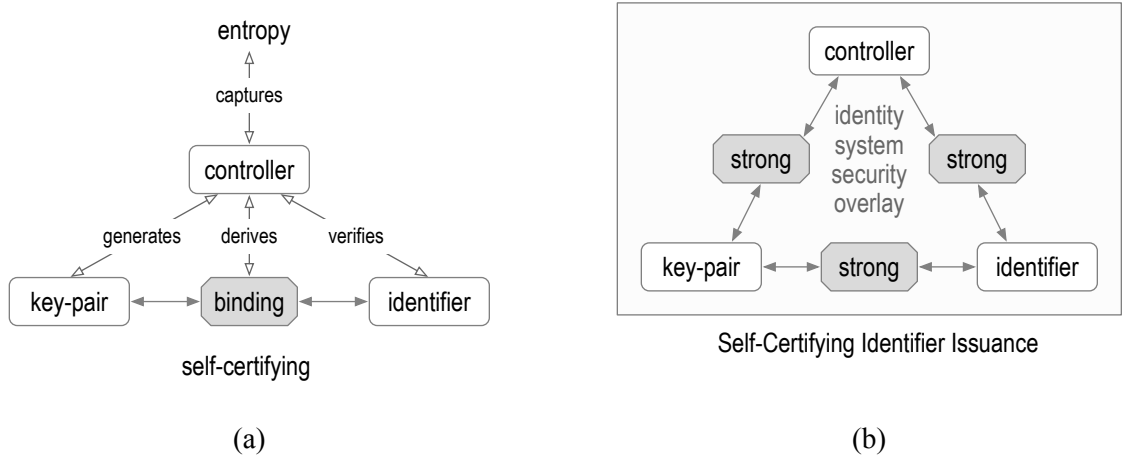 entropy
captures
controller
generates
derives
verifies
key-pair
binding
identifier
self-certifying
(a)
controller
identity
system
security
overlay
strong
strong
key-pair
strong
identifier
Self-Certifying Identifier Issuance
(b)